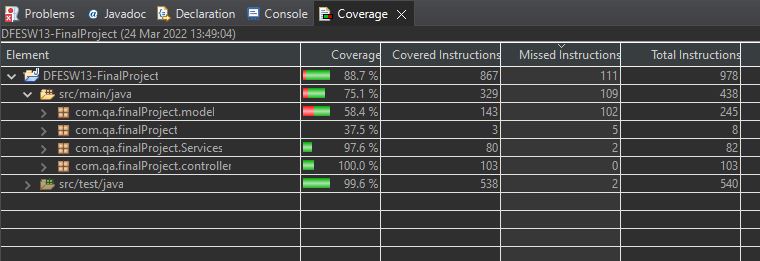 Problems @ Javadoc Declaration Console Coverage
DFESW13-FinalProject (24 Mar 2022 13:49:04)
Element Coverage Covered Instructions Missed Instructions Total Instructions
DFESW13-FinalProject 88.7 % 867 111 978
src/main/java 75.1 % 329 109 438
com.qa.finalProject.model 58.4 % 143 102 245
com.qa.finalProject 37.5 % 3 5 8
com.qa.finalProject.Services 97.6 % 80 2 82
com.qa.finalProject.controller 100.0 % 103 0 103
src/test/java 99.6 % 538 2 540